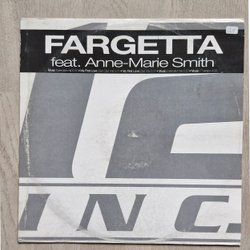 FARGETTA
feat. Anne-Marie Smith
INC.